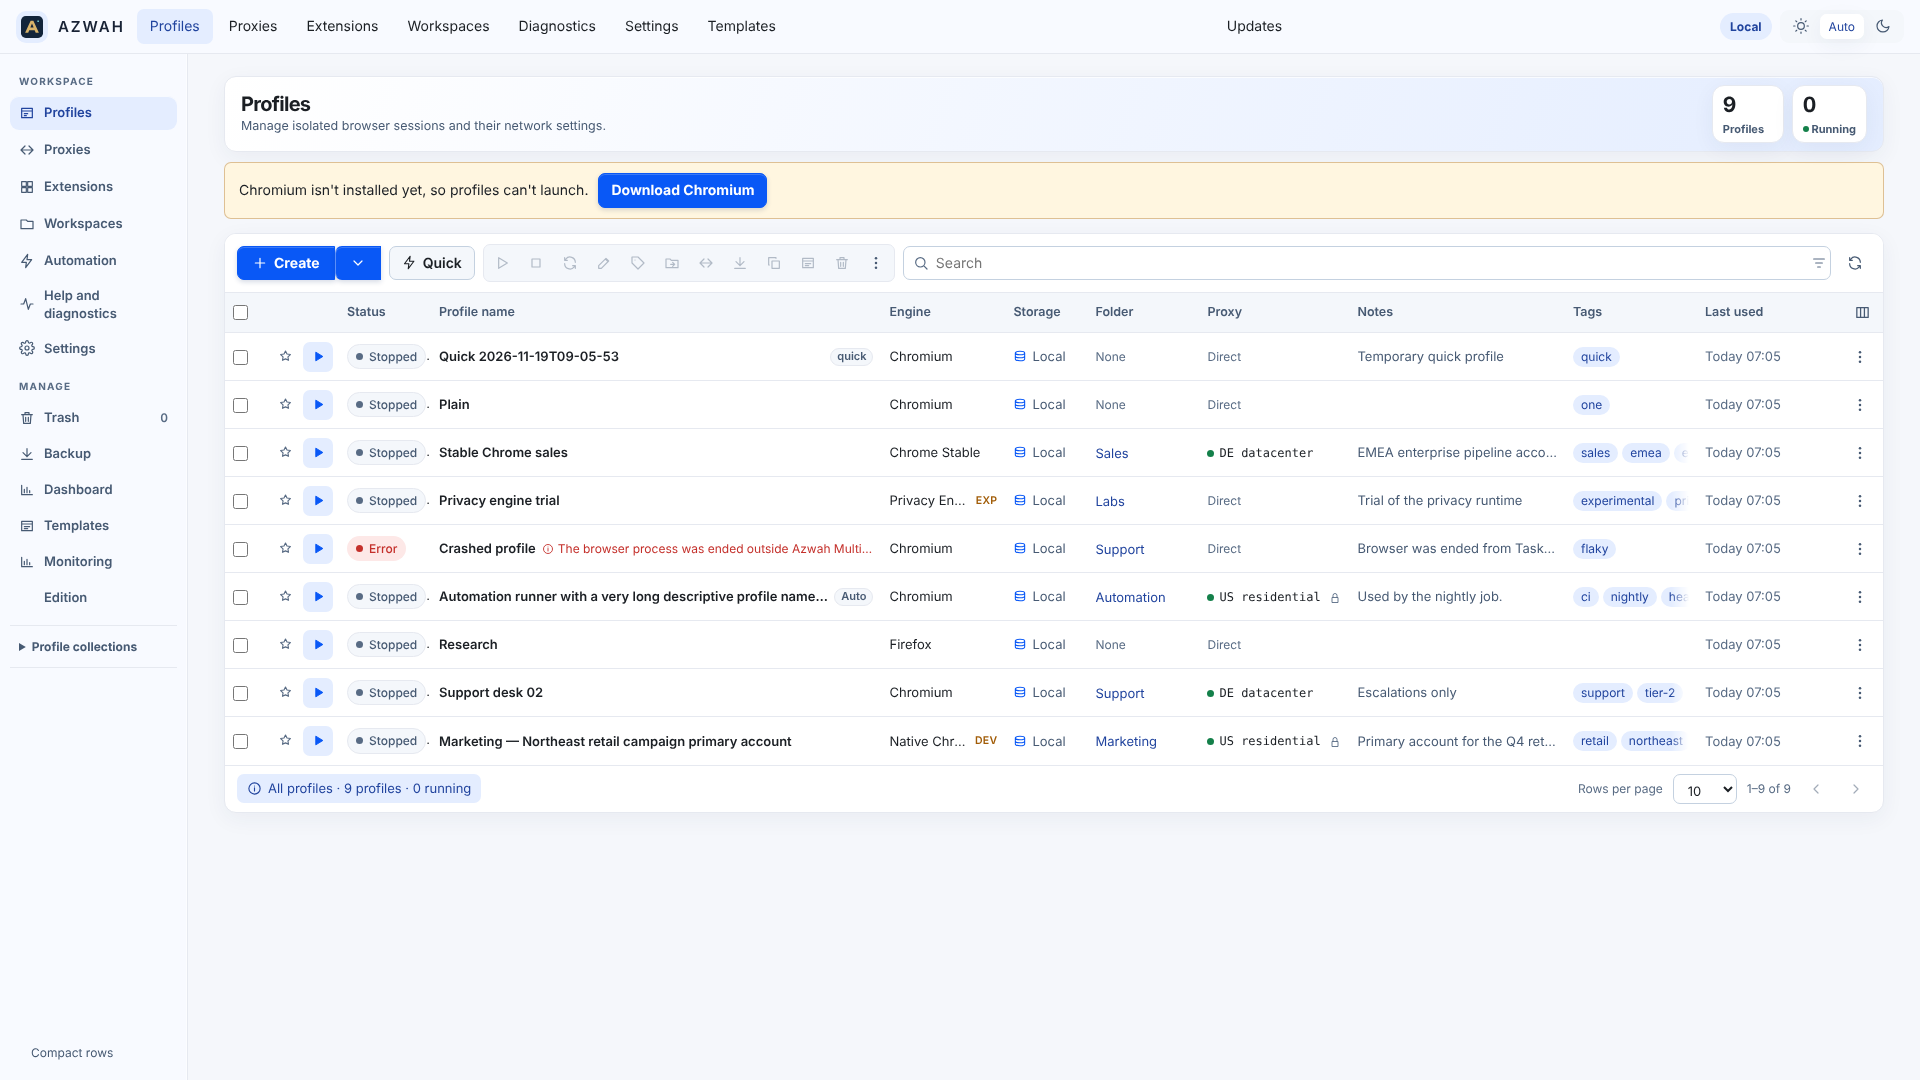 AZWAH Profiles Proxies Extensions Workspaces Diagnostics Settings Templates Updates Local Auto
WORKSPACE
Profiles
Proxies
Extensions
Workspaces
Automation
Help and
diagnostics
Settings
MANAGE
Trash 0
Backup
Dashboard
Templates
Monitoring
Edition
Profile collections
Compact rows
Profiles
Manage isolated browser sessions and their network settings.
9
Profiles
0
Running
Chromium isn't installed yet, so profiles can't launch. Download Chromium
Create Quick Search
Status Profile name Engine Storage Folder Proxy Notes Tags Last used
Stopped Quick 2026-11-19T09-05-53 quick Chromium Local None Direct Temporary quick profile quick Today 07:05
Stopped Plain Chromium Local None Direct one Today 07:05
Stopped Stable Chrome sales Chrome Stable Local Sales DE datacenter EMEA enterprise pipeline acco... sales emea Today 07:05
Stopped Privacy engine trial Privacy En... EXP Local Labs Direct Trial of the privacy runtime experimental pr Today 07:05
Error Crashed profile The browser process was ended outside Azwah Multi... Chromium Local Support Direct Browser was ended from Task... flaky Today 07:05
Stopped Automation runner with a very long descriptive profile name... Auto Chromium Local Automation US residential Used by the nightly job. ci nightly hea Today 07:05
Stopped Research Firefox Local None Direct Today 07:05
Stopped Support desk 02 Chromium Local Support DE datacenter Escalations only support tier-2 Today 07:05
Stopped Marketing — Northeast retail campaign primary account Native Chr... DEV Local Marketing US residential Primary account for the Q4 ret... retail northeast Today 07:05
All profiles · 9 profiles · 0 running Rows per page 10 1–9 of 9